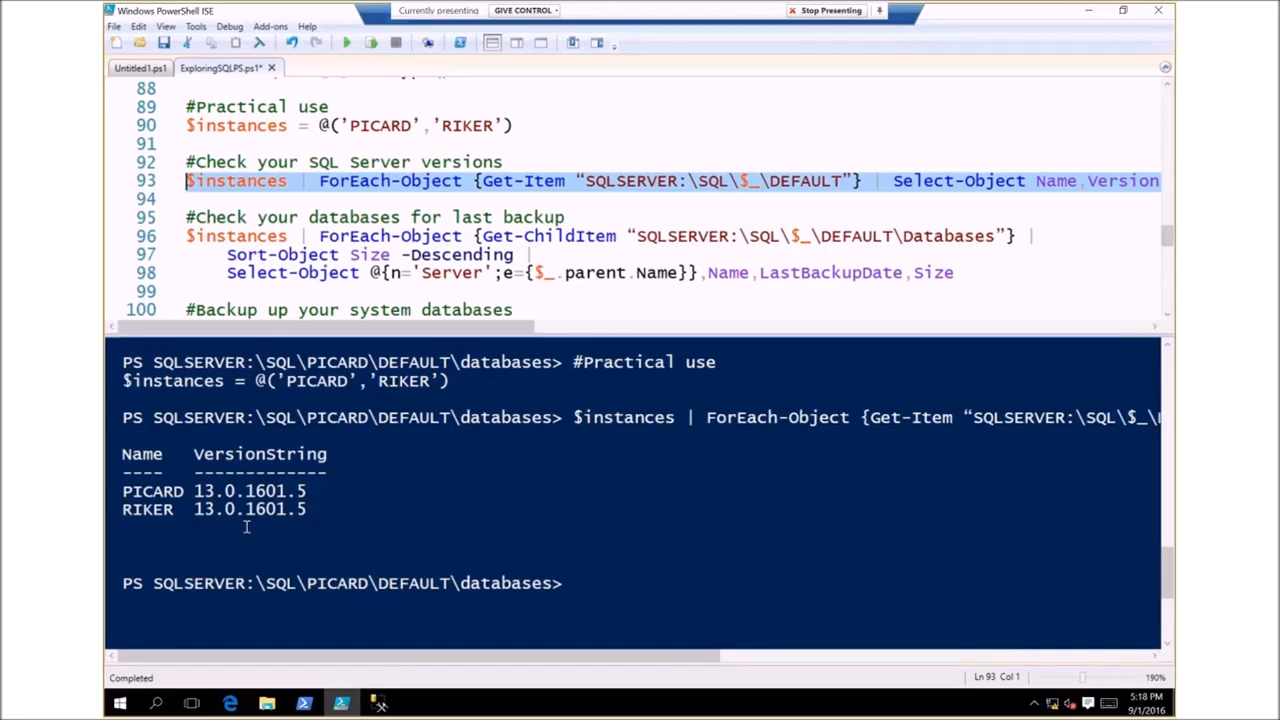 Windows PowerShell ISE
Currently presenting
GIVE CONTROL
Stop Presenting
File Edit View Tools Debug Add-ons Help
Untitled1.ps1 ExploringSQLPS.ps1*
88
89 #Practical use
90 $instances = @('PICARD','RIKER')
91
92 #Check your SQL Server versions
93 $instances | ForEach-Object {Get-Item “SQLSERVER:\SQL\$_\DEFAULT”} | Select-Object Name,Version
94
95 #Check your databases for last backup
96 $instances | ForEach-Object {Get-ChildItem “SQLSERVER:\SQL\$_\DEFAULT\Databases”} |
97 Sort-Object Size -Descending |
98 Select-Object @{n='Server';e={$_.parent.Name}},Name,LastBackupDate,Size
99
100 #Backup up your system databases
PS SQLSERVER:\SQL\PICARD\DEFAULT\databases> #Practical use
$instances = @('PICARD','RIKER')
PS SQLSERVER:\SQL\PICARD\DEFAULT\databases> $instances | ForEach-Object {Get-Item “SQLSERVER:\SQL\$_\
Name VersionString
---- -------------
PICARD 13.0.1601.5
RIKER 13.0.1601.5
PS SQLSERVER:\SQL\PICARD\DEFAULT\databases>
Completed
Ln 93 Col 1
190%
5:18 PM
9/1/2016